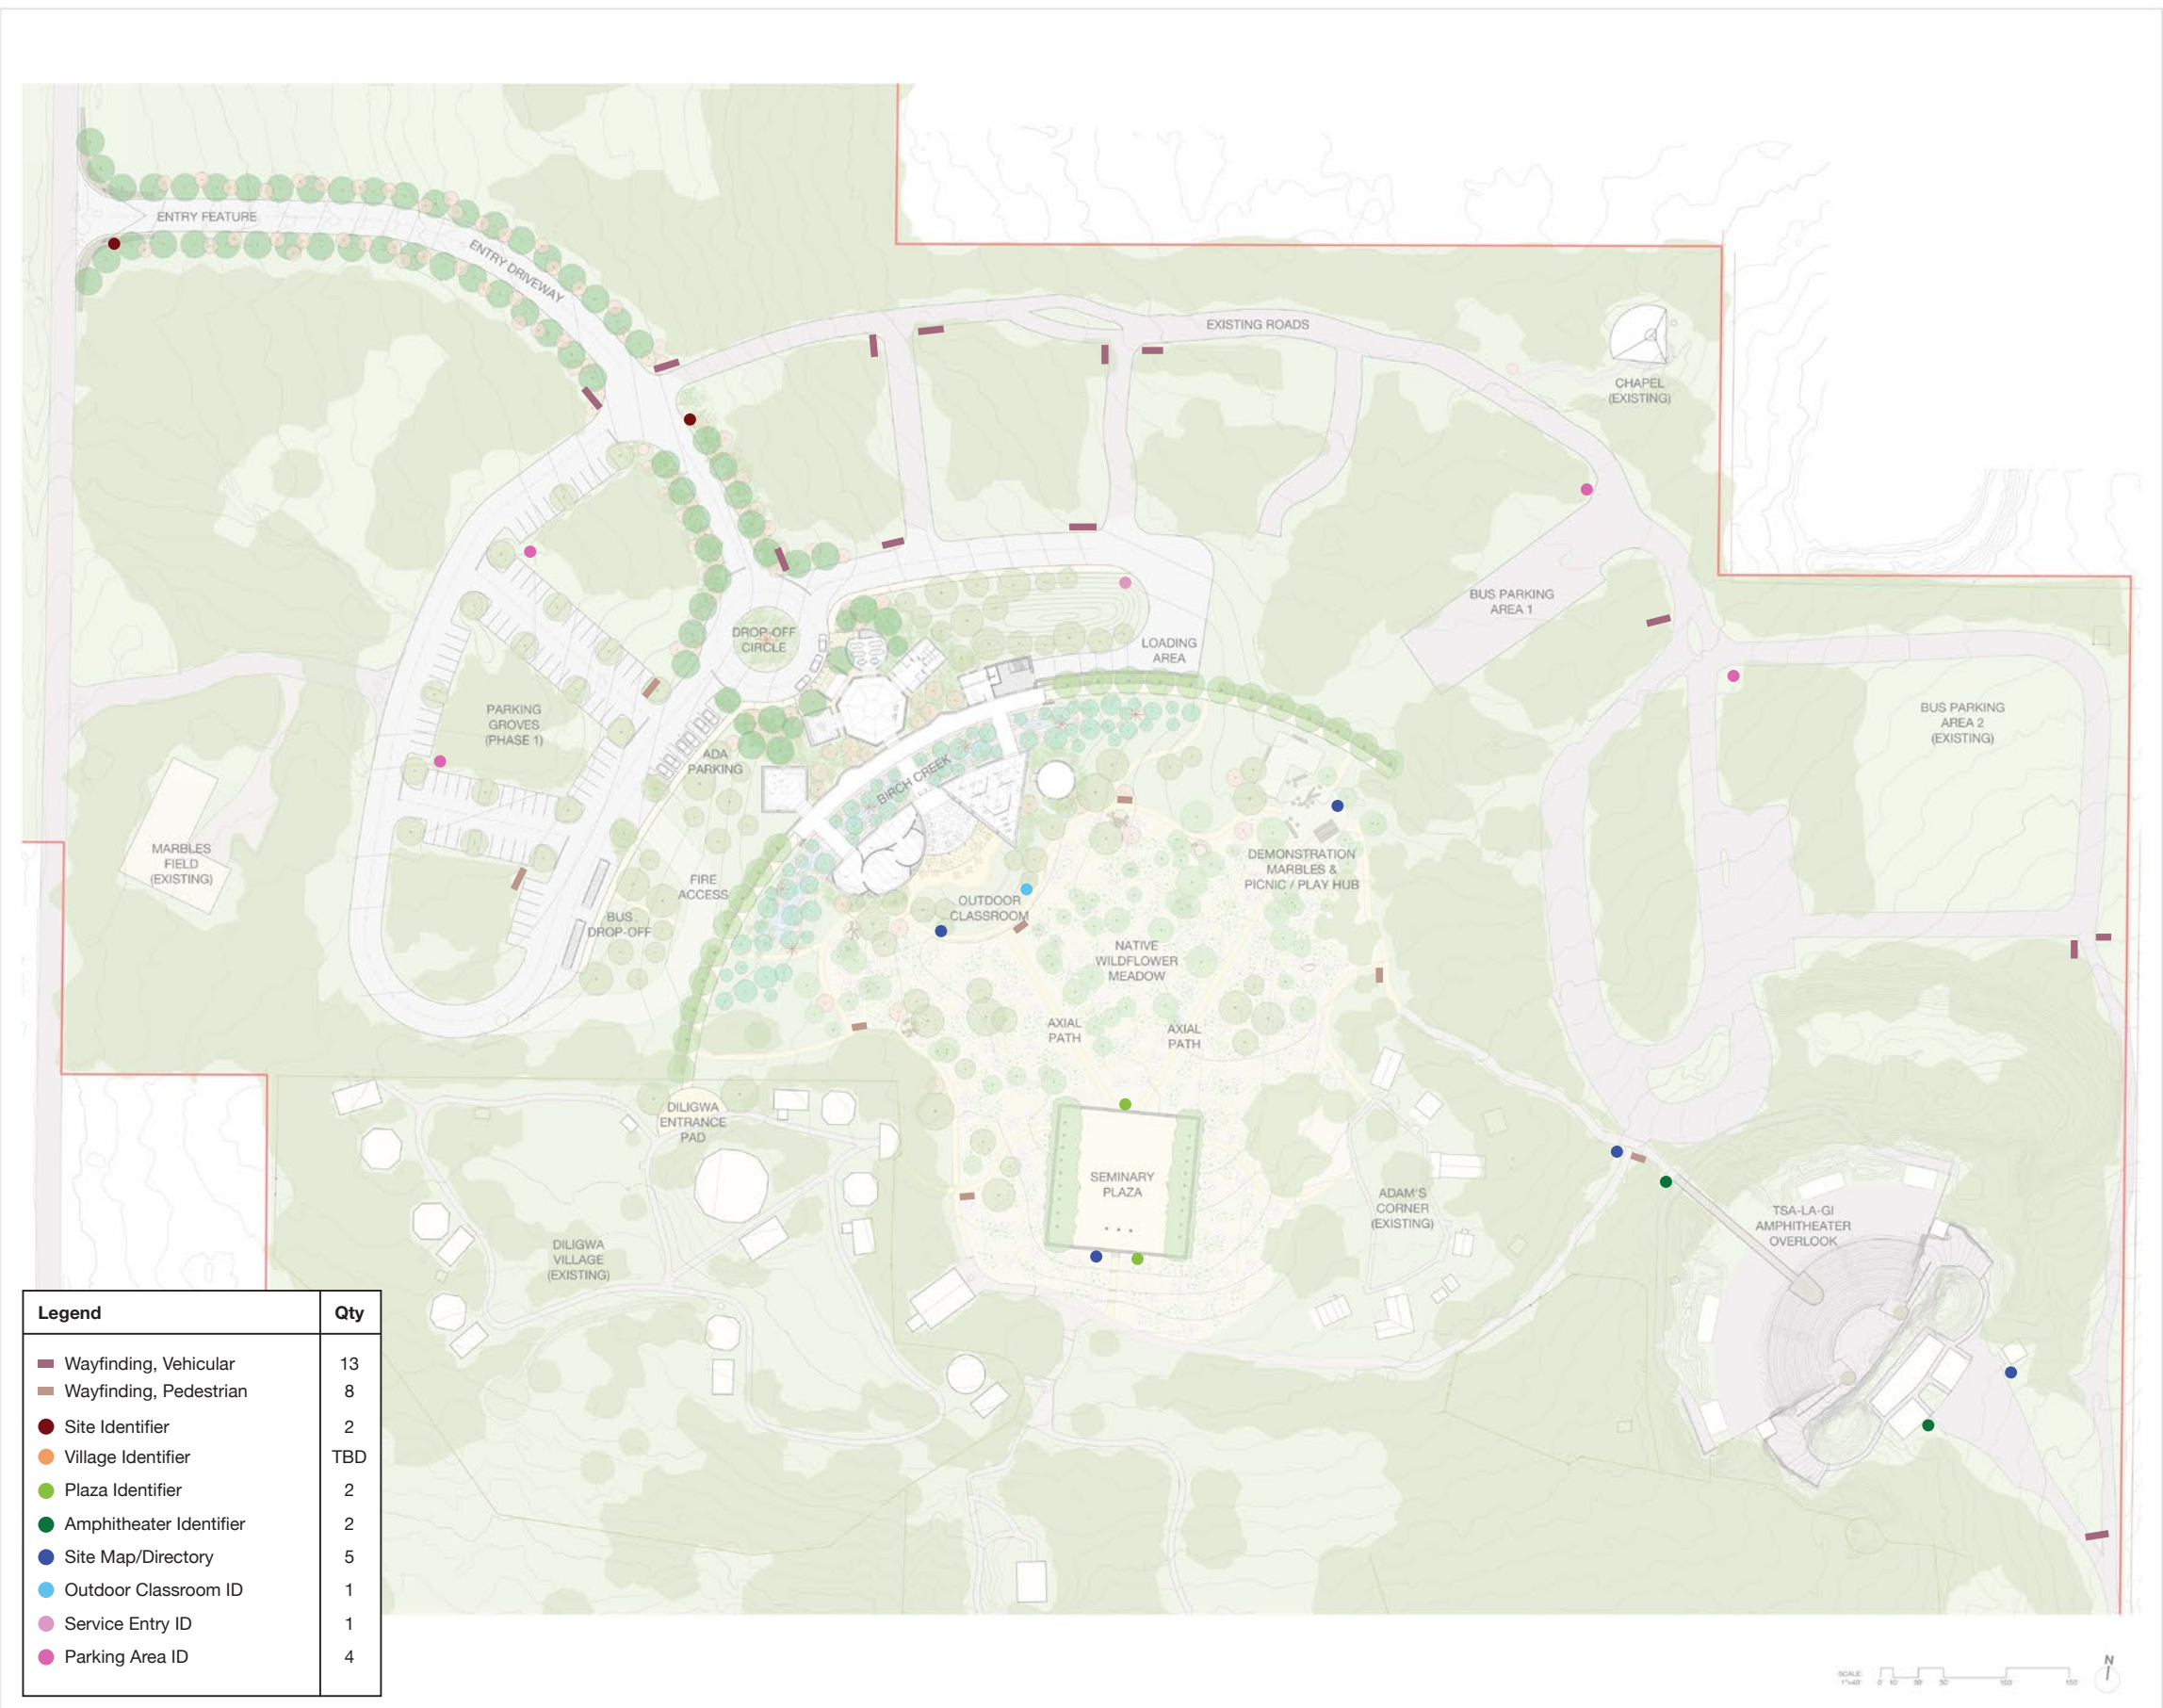 ENTRY FEATURE
ENTRY DRIVEWAY
EXISTING ROADS
CHAPEL
(EXISTING)
BUS PARKING
AREA 1
DROP-OFF
CIRCLE
LOADING
AREA
PARKING
GROVES
(PHASE 1)
BUS PARKING
AREA 2
(EXISTING)
ADA
PARKING
BIRCH CREEK
MARBLES
FIELD
(EXISTING)
FIRE
ACCESS
DEMONSTRATION
MARBLES &
PICNIC / PLAY HUB
OUTDOOR
CLASSROOM
BUS
DROP-OFF
NATIVE
WILDFLOWER
MEADOW
AXIAL
PATH
AXIAL
PATH
DILIGWA
ENTRANCE
PAD
SEMINARY
PLAZA
ADAM'S
CORNER
(EXISTING)
TSA-LA-GI
AMPHITHEATER
OVERLOOK
DILIGWA
VILLAGE
(EXISTING)
Legend Qty
Wayfinding, Vehicular 13
Wayfinding, Pedestrian 8
Site Identifier 2
Village Identifier TBD
Plaza Identifier 2
Amphitheater Identifier 2
Site Map/Directory 5
Outdoor Classroom ID 1
Service Entry ID 1
Parking Area ID 4
SCALE:
N